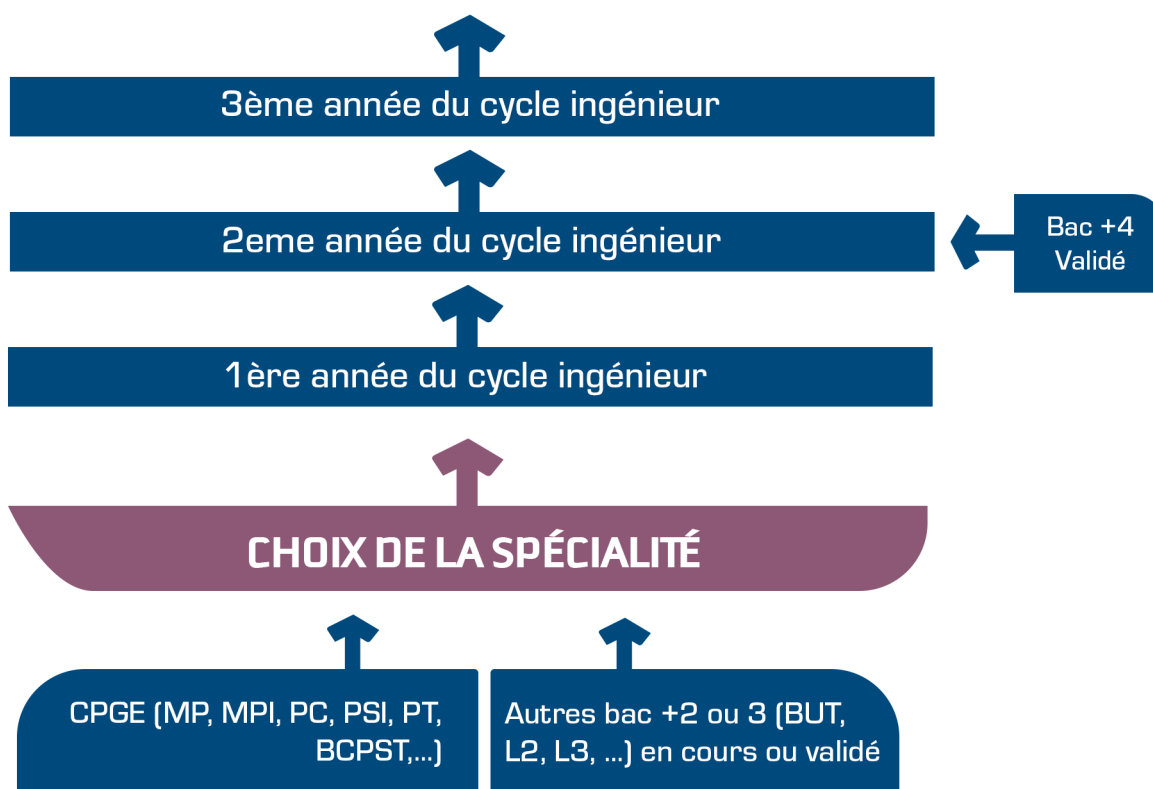 3ème année du cycle ingénieur
2eme année du cycle ingénieur
Bac +4
Validé
1ère année du cycle ingénieur
CHOIX DE LA SPÉCIALITÉ
CPGE (MP, MPI, PC, PSI, PT,
BCPST,...)
Autres bac +2 ou 3 (BUT,
L2, L3, ...) en cours ou validé